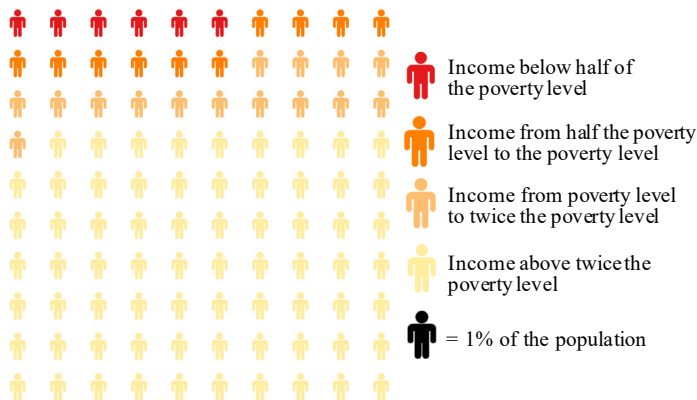 Income below half of
the poverty level
Income from half the poverty
level to the poverty level
Income from poverty level
to twice the poverty level
Income above twice the
poverty level
= 1% of the population